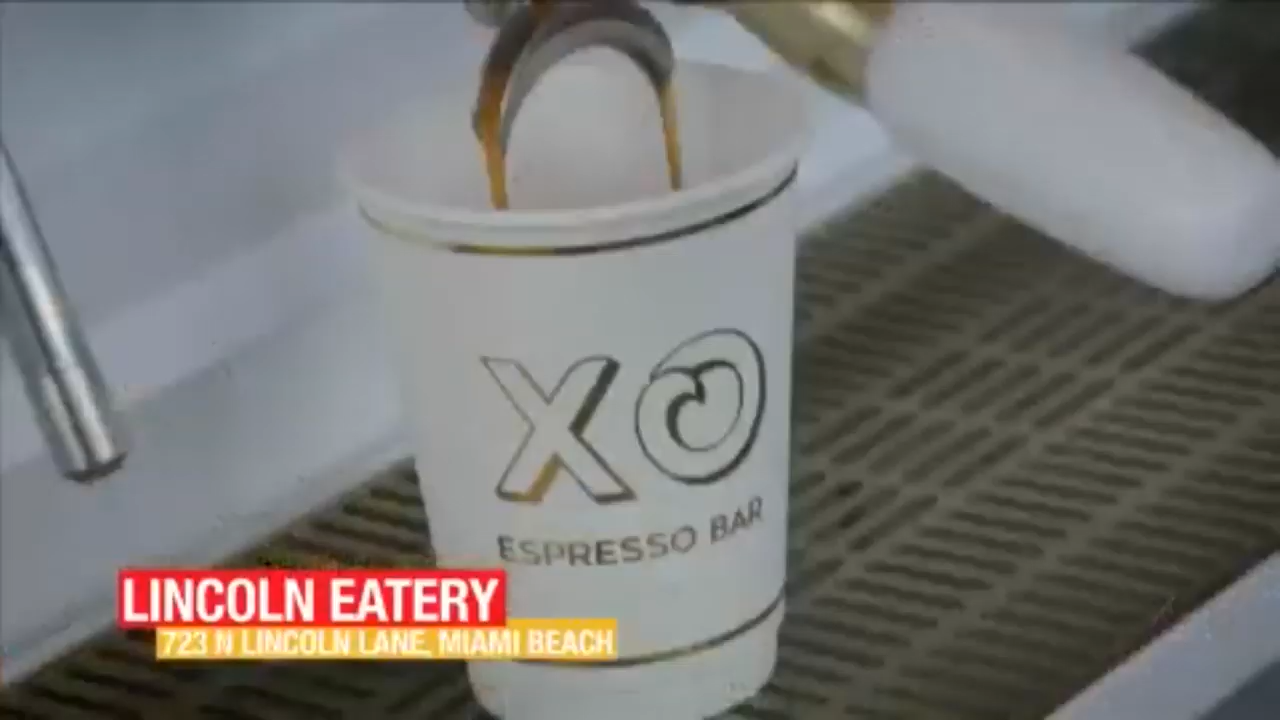 XO
ESPRESSO BAR
LINCOLN EATERY
723 N LINCOLN LANE, MIAMI BEACH